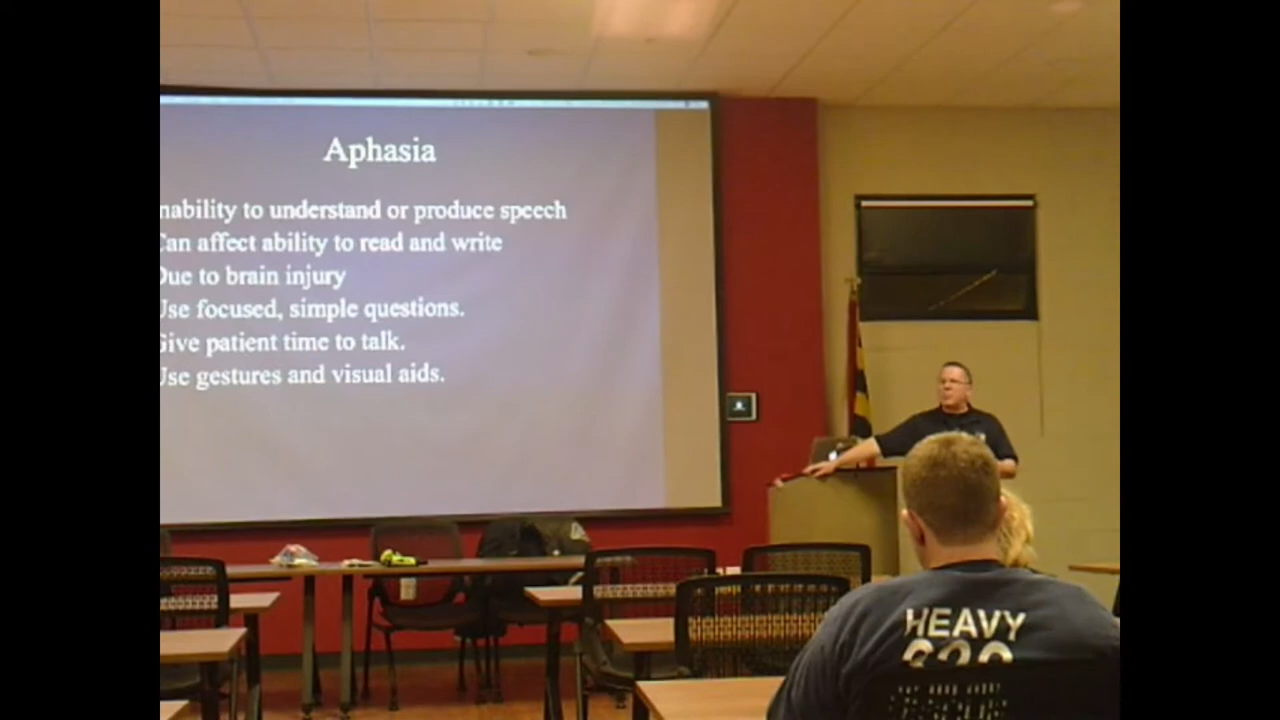 Aphasia
nability to understand or produce speech
Can affect ability to read and write
Due to brain injury
Use focused, simple questions.
Give patient time to talk.
Use gestures and visual aids.
HEAVY